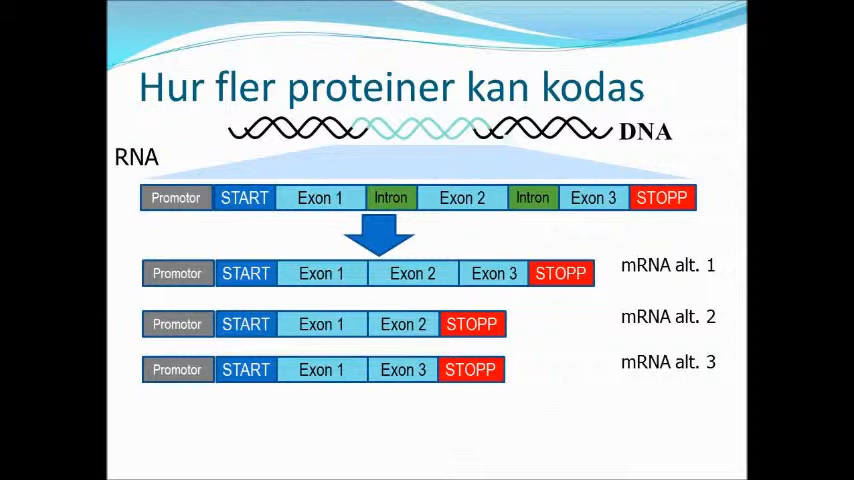 Hur fler proteiner kan kodas
DNA
RNA
Promotor START Exon 1 Intron Exon 2 Intron Exon 3 STOPP
Promotor START Exon 1 Exon 2 Exon 3 STOPP mRNA alt. 1
Promotor START Exon 1 Exon 2 STOPP mRNA alt. 2
Promotor START Exon 1 Exon 3 STOPP mRNA alt. 3